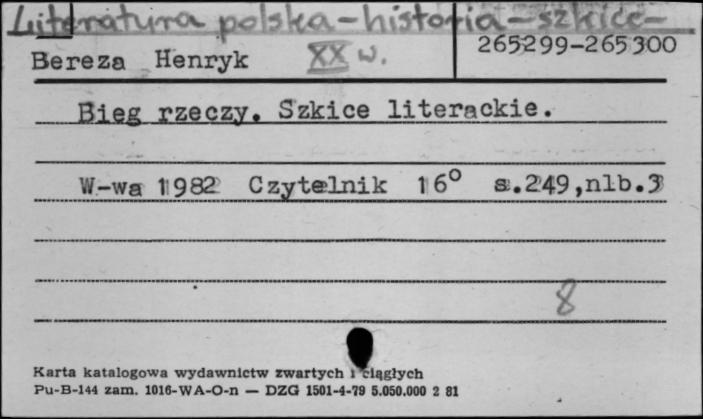 Literatura polska-historia-szkice-
Bereza Henryk XX w. 265299-265300
Bieg rzeczy. Szkice literackie.
W-wa 1982 Czytelnik 16° s.249,nlb.3
8
Karta katalogowa wydawnictw zwartych i ciągłych
Pu-B-144 zam. 1016-WA-O-n — DZG 1501-4-79 5.050.000 2 81